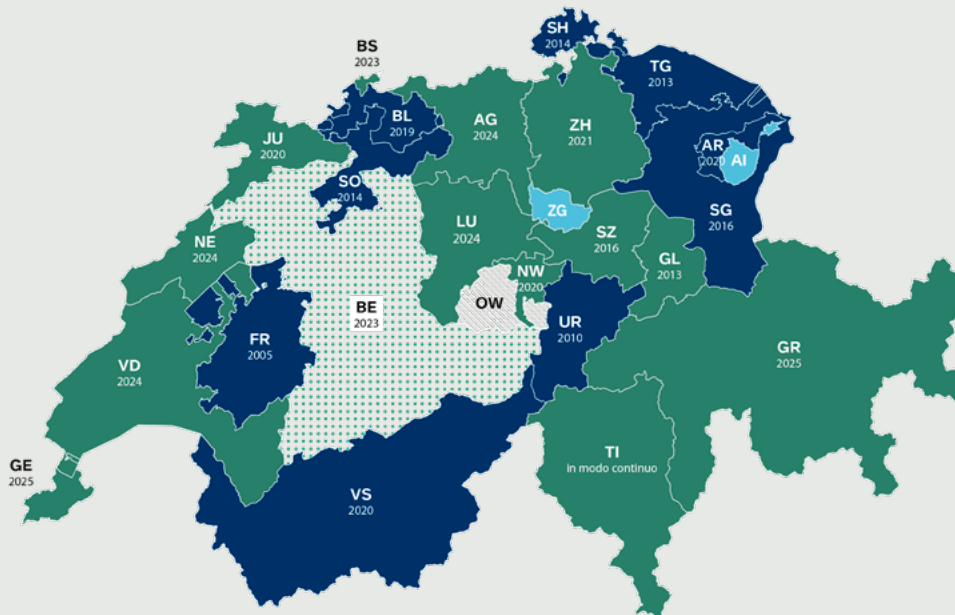 SH
2014
BS
2023
TG
2013
BL
2019
AG
2024
ZH
2021
JU
2020
AR
2020
AI
SO
2014
ZG
SG
2016
LU
2024
SZ
2016
NE
2024
GL
2013
NW
2020
OW
BE
2023
UR
2010
FR
2005
GR
2025
VD
2024
TI
in modo continuo
GE
2025
VS
2020